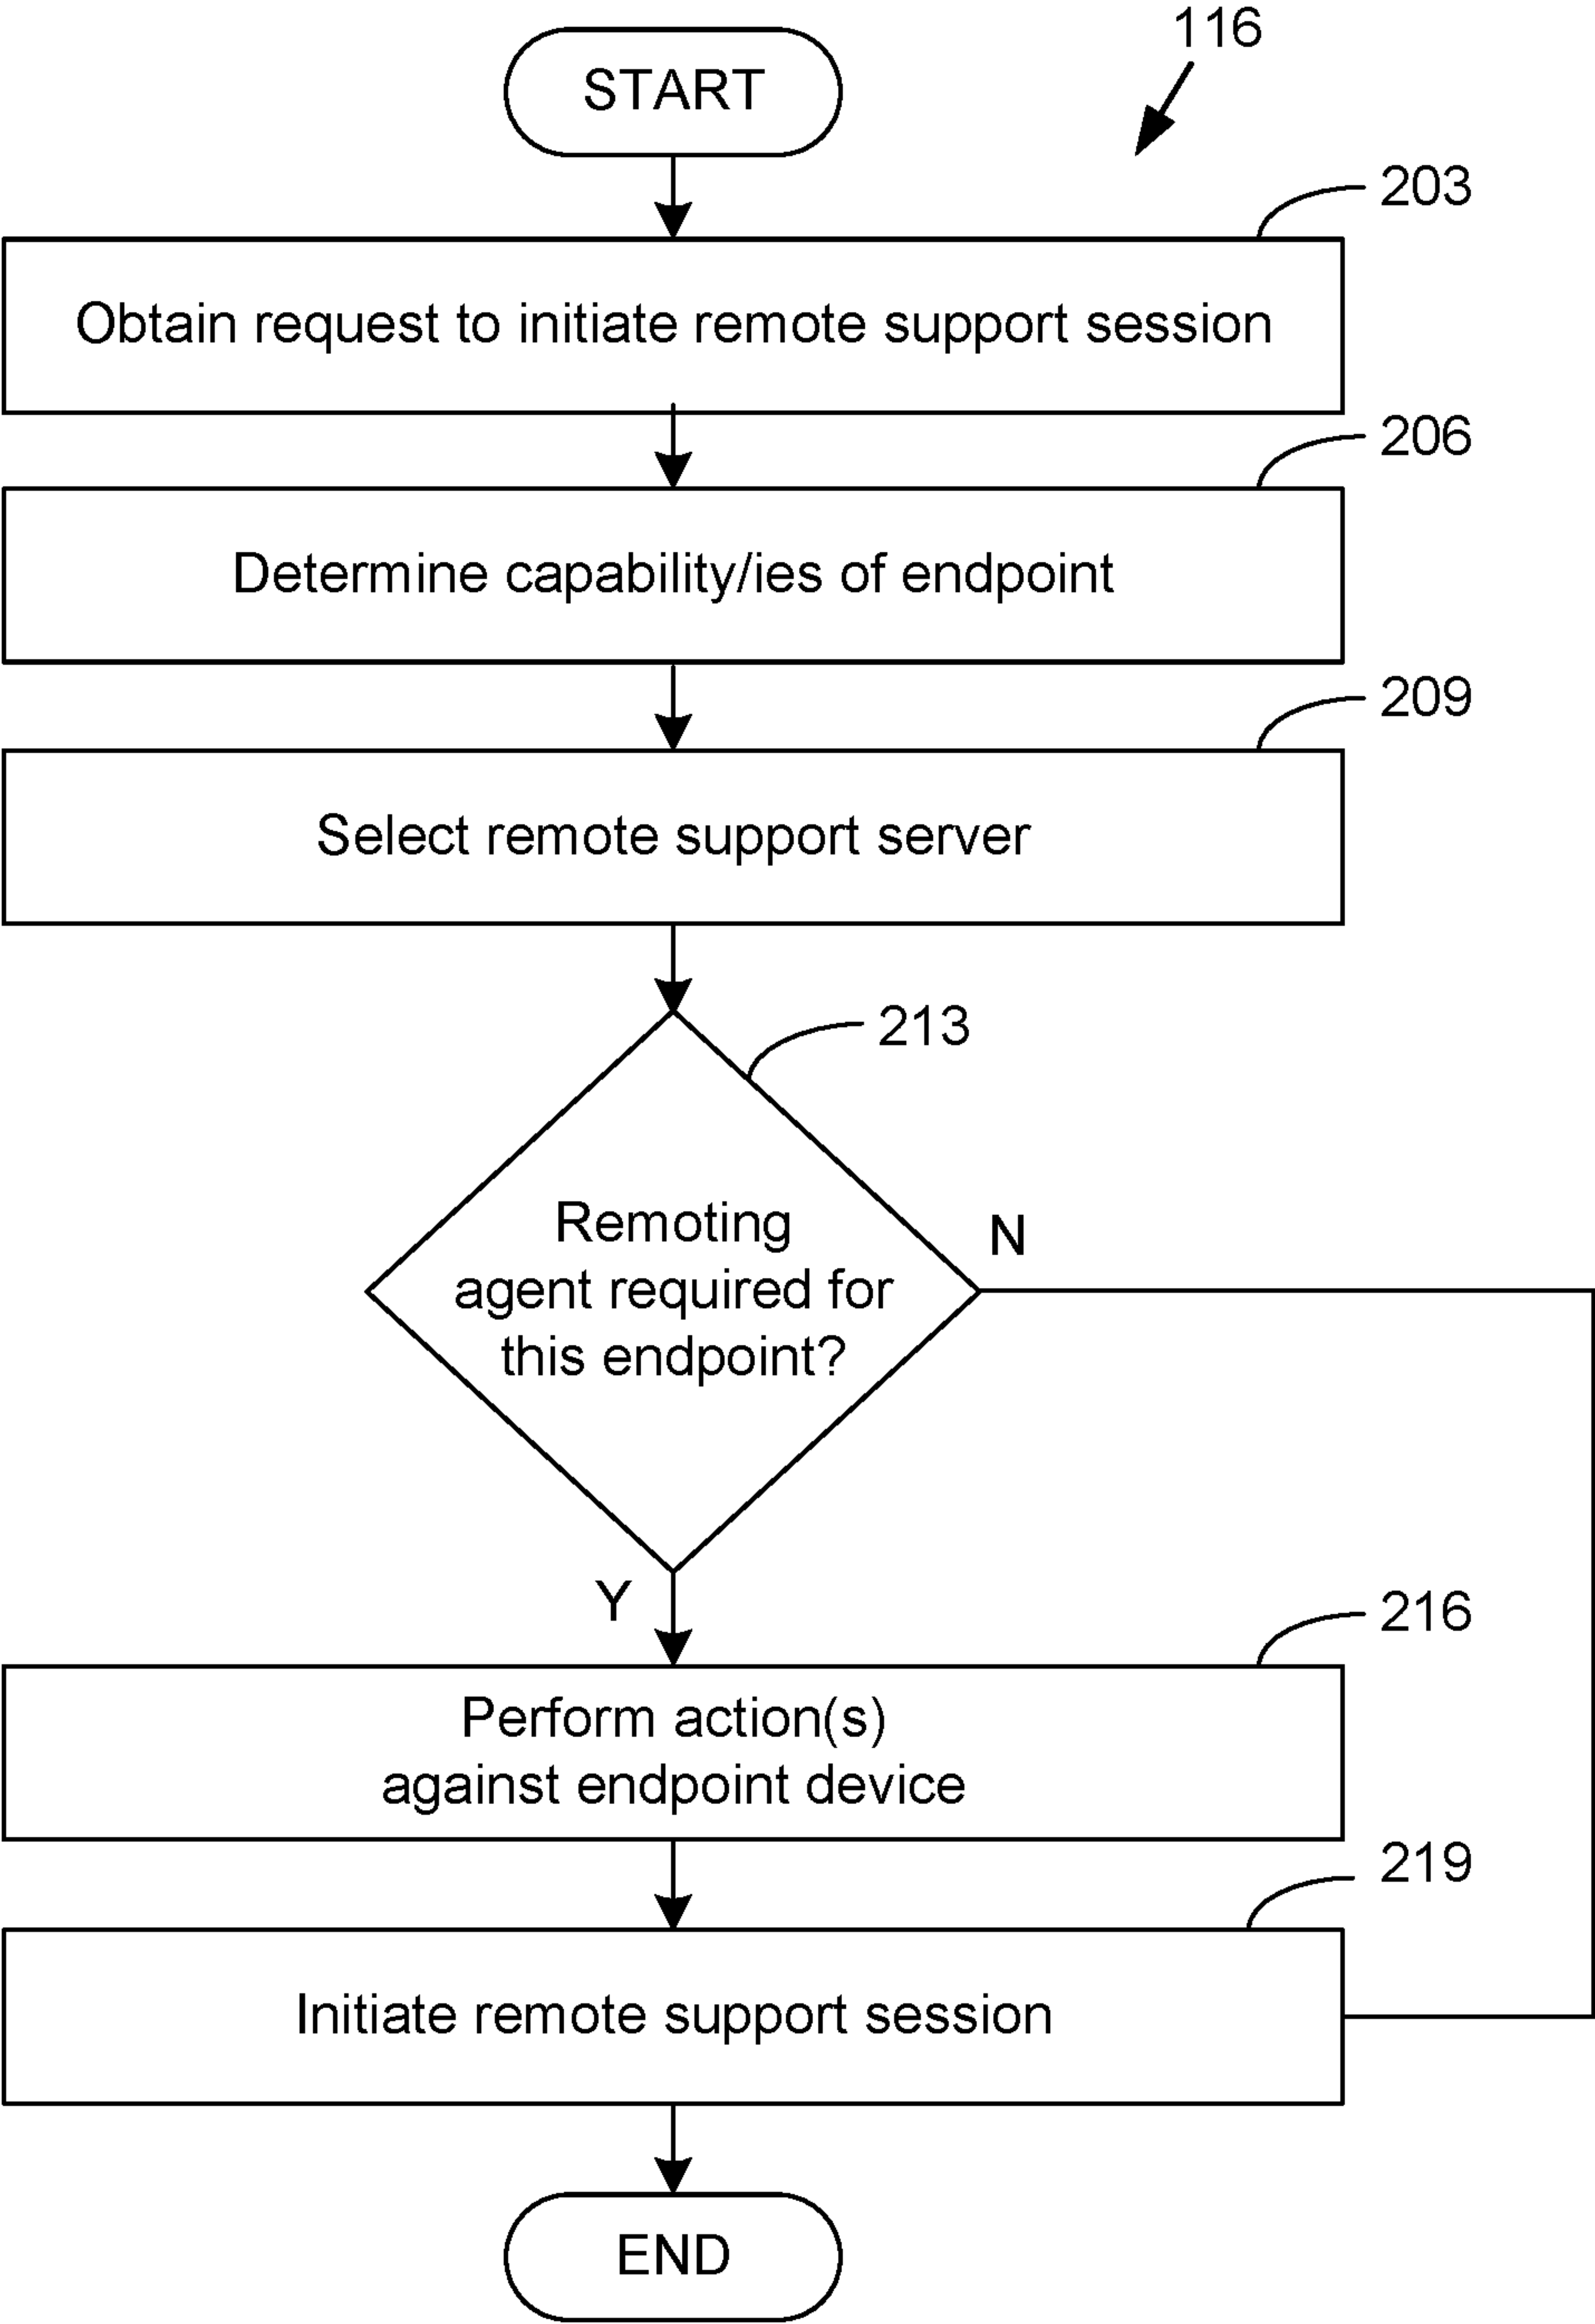 116
START
203
Obtain request to initiate remote support session
206
Determine capability/ies of endpoint
209
Select remote support server
213
Remoting
agent required for
this endpoint?
N
Y
216
Perform action(s)
against endpoint device
219
Initiate remote support session
END